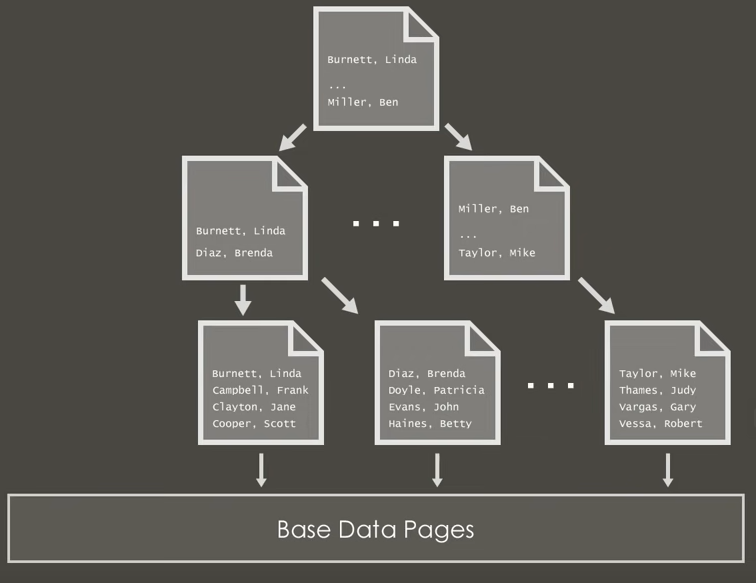 Burnett, Linda
...
Miller, Ben
Burnett, Linda
Diaz, Brenda
...
Miller, Ben
...
Taylor, Mike
Burnett, Linda
Campbell, Frank
Clayton, Jane
Cooper, Scott
Diaz, Brenda
Doyle, Patricia
Evans, John
Haines, Betty
...
Taylor, Mike
Thames, Judy
Vargas, Gary
Vessa, Robert
Base Data Pages